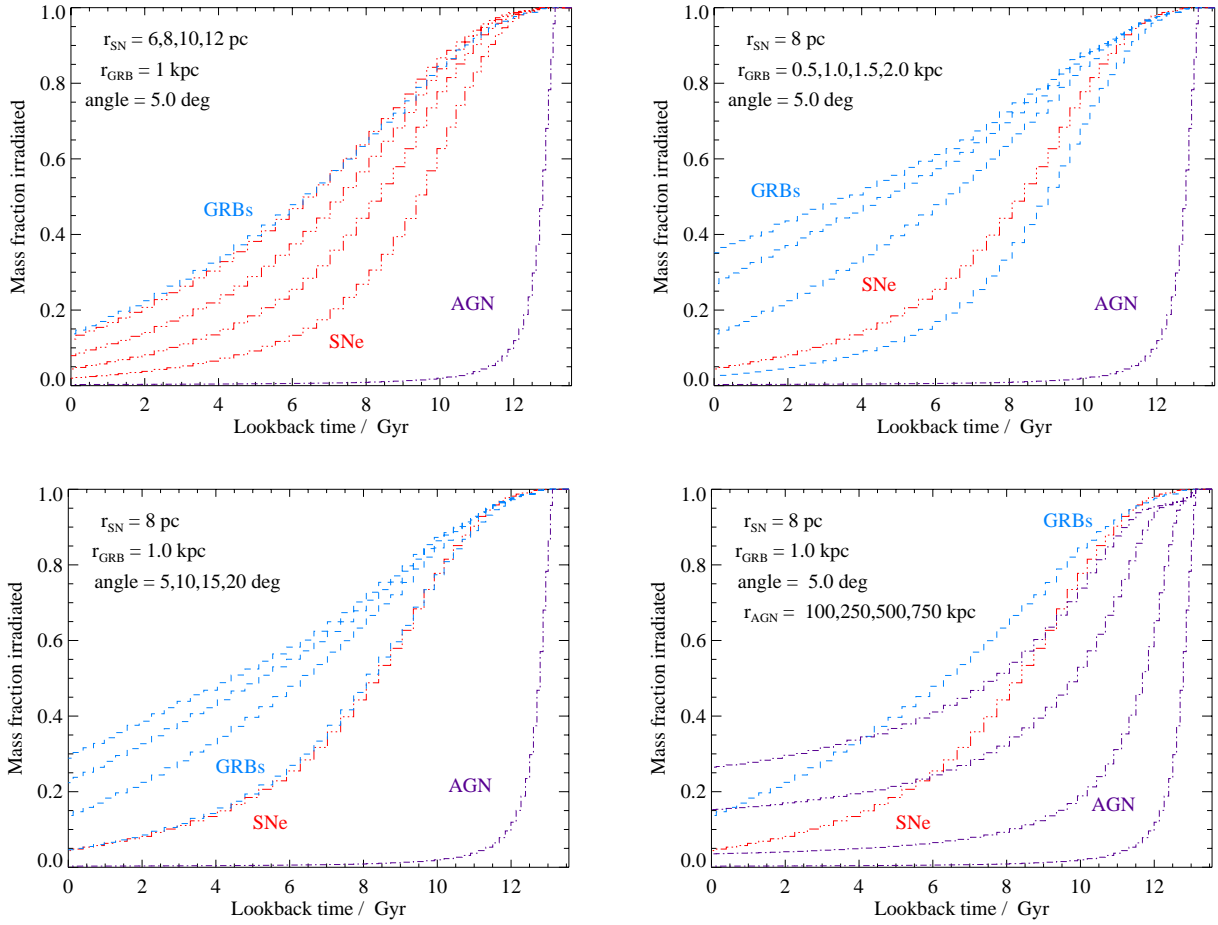 r_SN = 6,8,10,12 pc
r_GRB = 1 kpc
angle = 5.0 deg
GRBs
AGN
SNe
Mass fraction irradiated
1.0
0.8
0.6
0.4
0.2
0.0
0 2 4 6 8 10 12
Lookback time / Gyr
r_SN = 8 pc
r_GRB = 0.5,1.0,1.5,2.0 kpc
angle = 5.0 deg
GRBs
SNe
AGN
Mass fraction irradiated
1.0
0.8
0.6
0.4
0.2
0.0
0 2 4 6 8 10 12
Lookback time / Gyr
r_SN = 8 pc
r_GRB = 1.0 kpc
angle = 5,10,15,20 deg
GRBs
AGN
SNe
Mass fraction irradiated
1.0
0.8
0.6
0.4
0.2
0.0
0 2 4 6 8 10 12
Lookback time / Gyr
GRBs
r_SN = 8 pc
r_GRB = 1.0 kpc
angle = 5.0 deg
r_AGN = 100,250,500,750 kpc
AGN
SNe
Mass fraction irradiated
1.0
0.8
0.6
0.4
0.2
0.0
0 2 4 6 8 10 12
Lookback time / Gyr